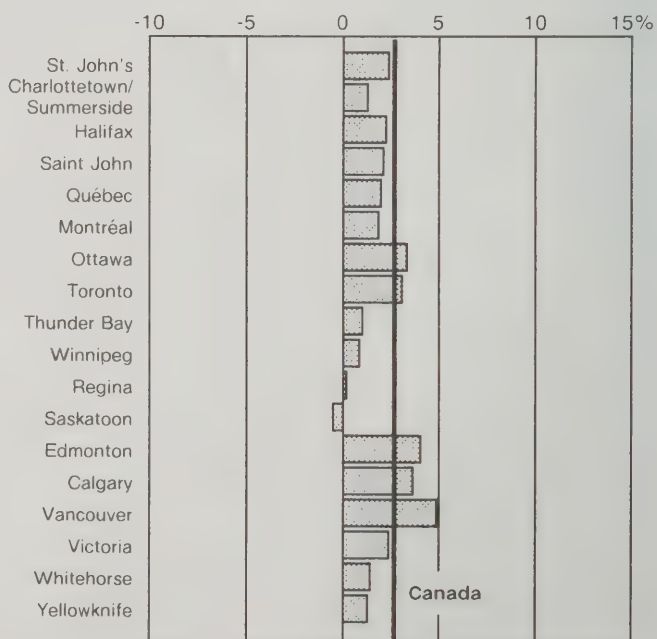 -10 -5 0 5 10 15%
St. John's
Charlottetown/
Summerside
Halifax
Saint John
Québec
Montréal
Ottawa
Toronto
Thunder Bay
Winnipeg
Regina
Saskatoon
Edmonton
Calgary
Vancouver
Victoria
Whitehorse
Canada
Yellowknife